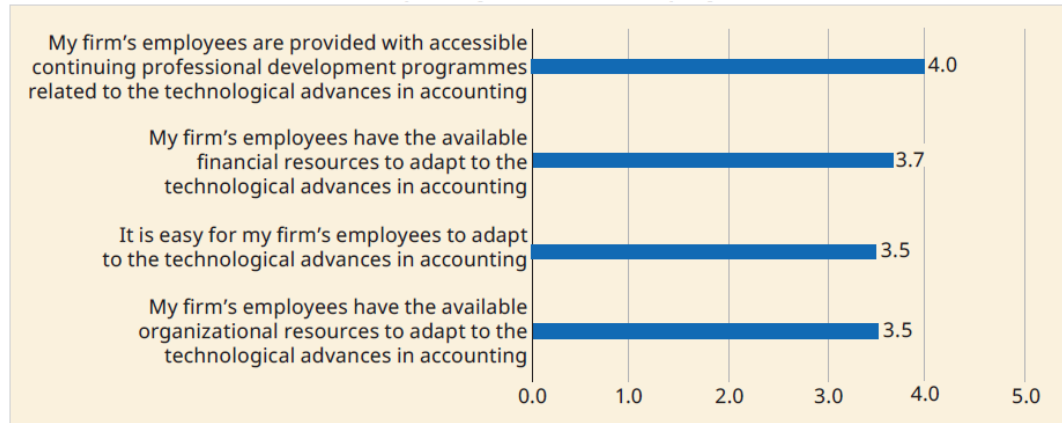 My firm’s employees are provided with accessible
continuing professional development programmes
related to the technological advances in accounting
4.0
My firm’s employees have the available
financial resources to adapt to the
technological advances in accounting
3.7
It is easy for my firm’s employees to adapt
to the technological advances in accounting
3.5
My firm’s employees have the available
organizational resources to adapt to the
technological advances in accounting
3.5
0.0 1.0 2.0 3.0 4.0 5.0